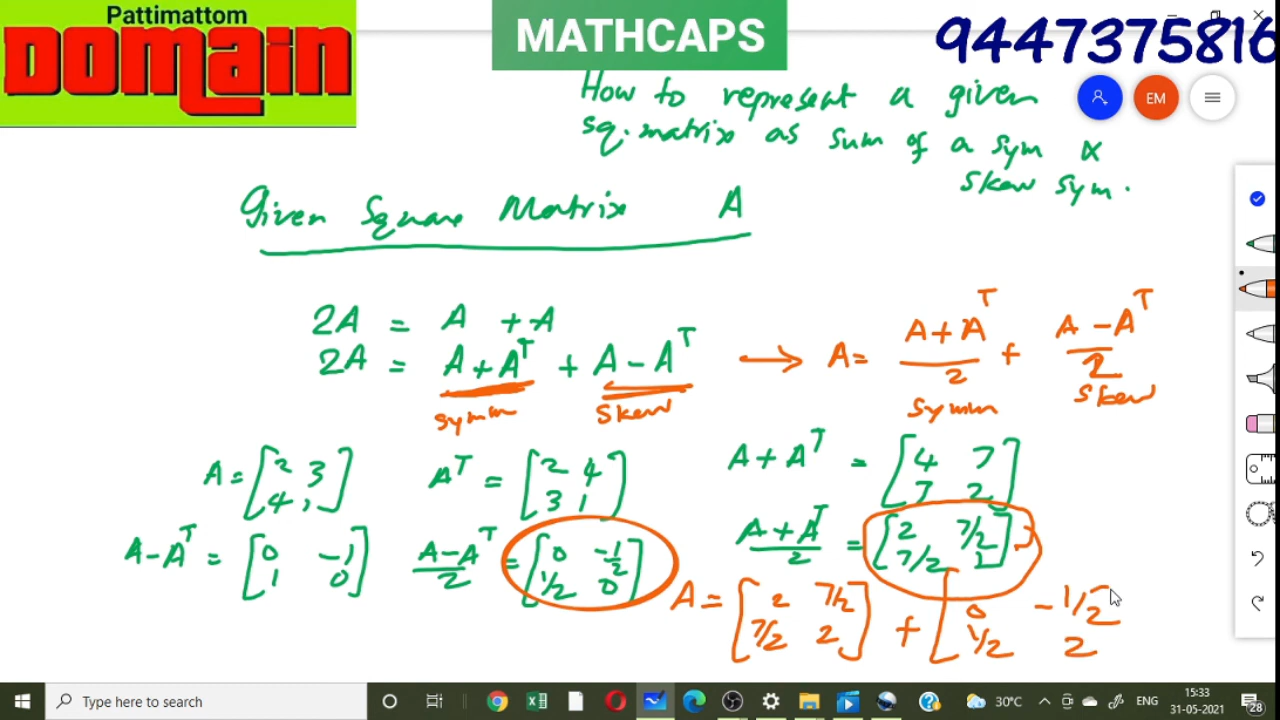 Pattimattom
DOMAIN
MATHCAPS
9447375816
EM
How to represent a given
sq. matrix as sum of a sym &
skew sym.
Given Square Matrix A
2A = A + A
2A = A + A^T + A - A^T → A = A + A^T / 2 + A - A^T / 2
symm skew symm skew
A = [2 3 A^T = [2 4 A + A^T = [4 7
4 1] 3 1] 7 2]
A - A^T = [0 -1 A - A^T / 2 = [0 -1/2 A + A^T / 2 = [2 7/2
1 0] 1/2 0] 7/2 1]
A = [2 7/2 + [0 -1/2
7/2 2] 1/2 2
Type here to search
30°C
ENG
15:33
31-05-2021
28